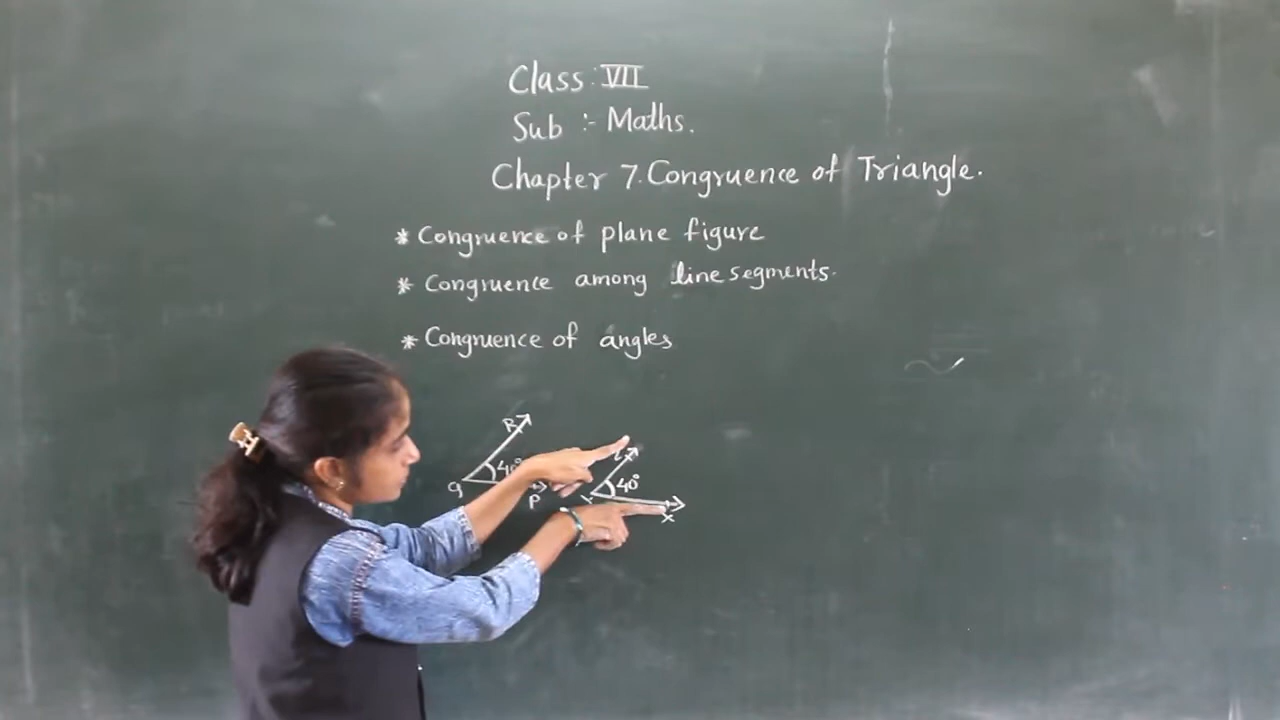 Class : VII
Sub :- Maths.
Chapter 7. Congruence of Triangle.
* Congruence of plane figure
* Congruence among line segments.
* Congruence of angles
R
40°
Q
P
40°
X